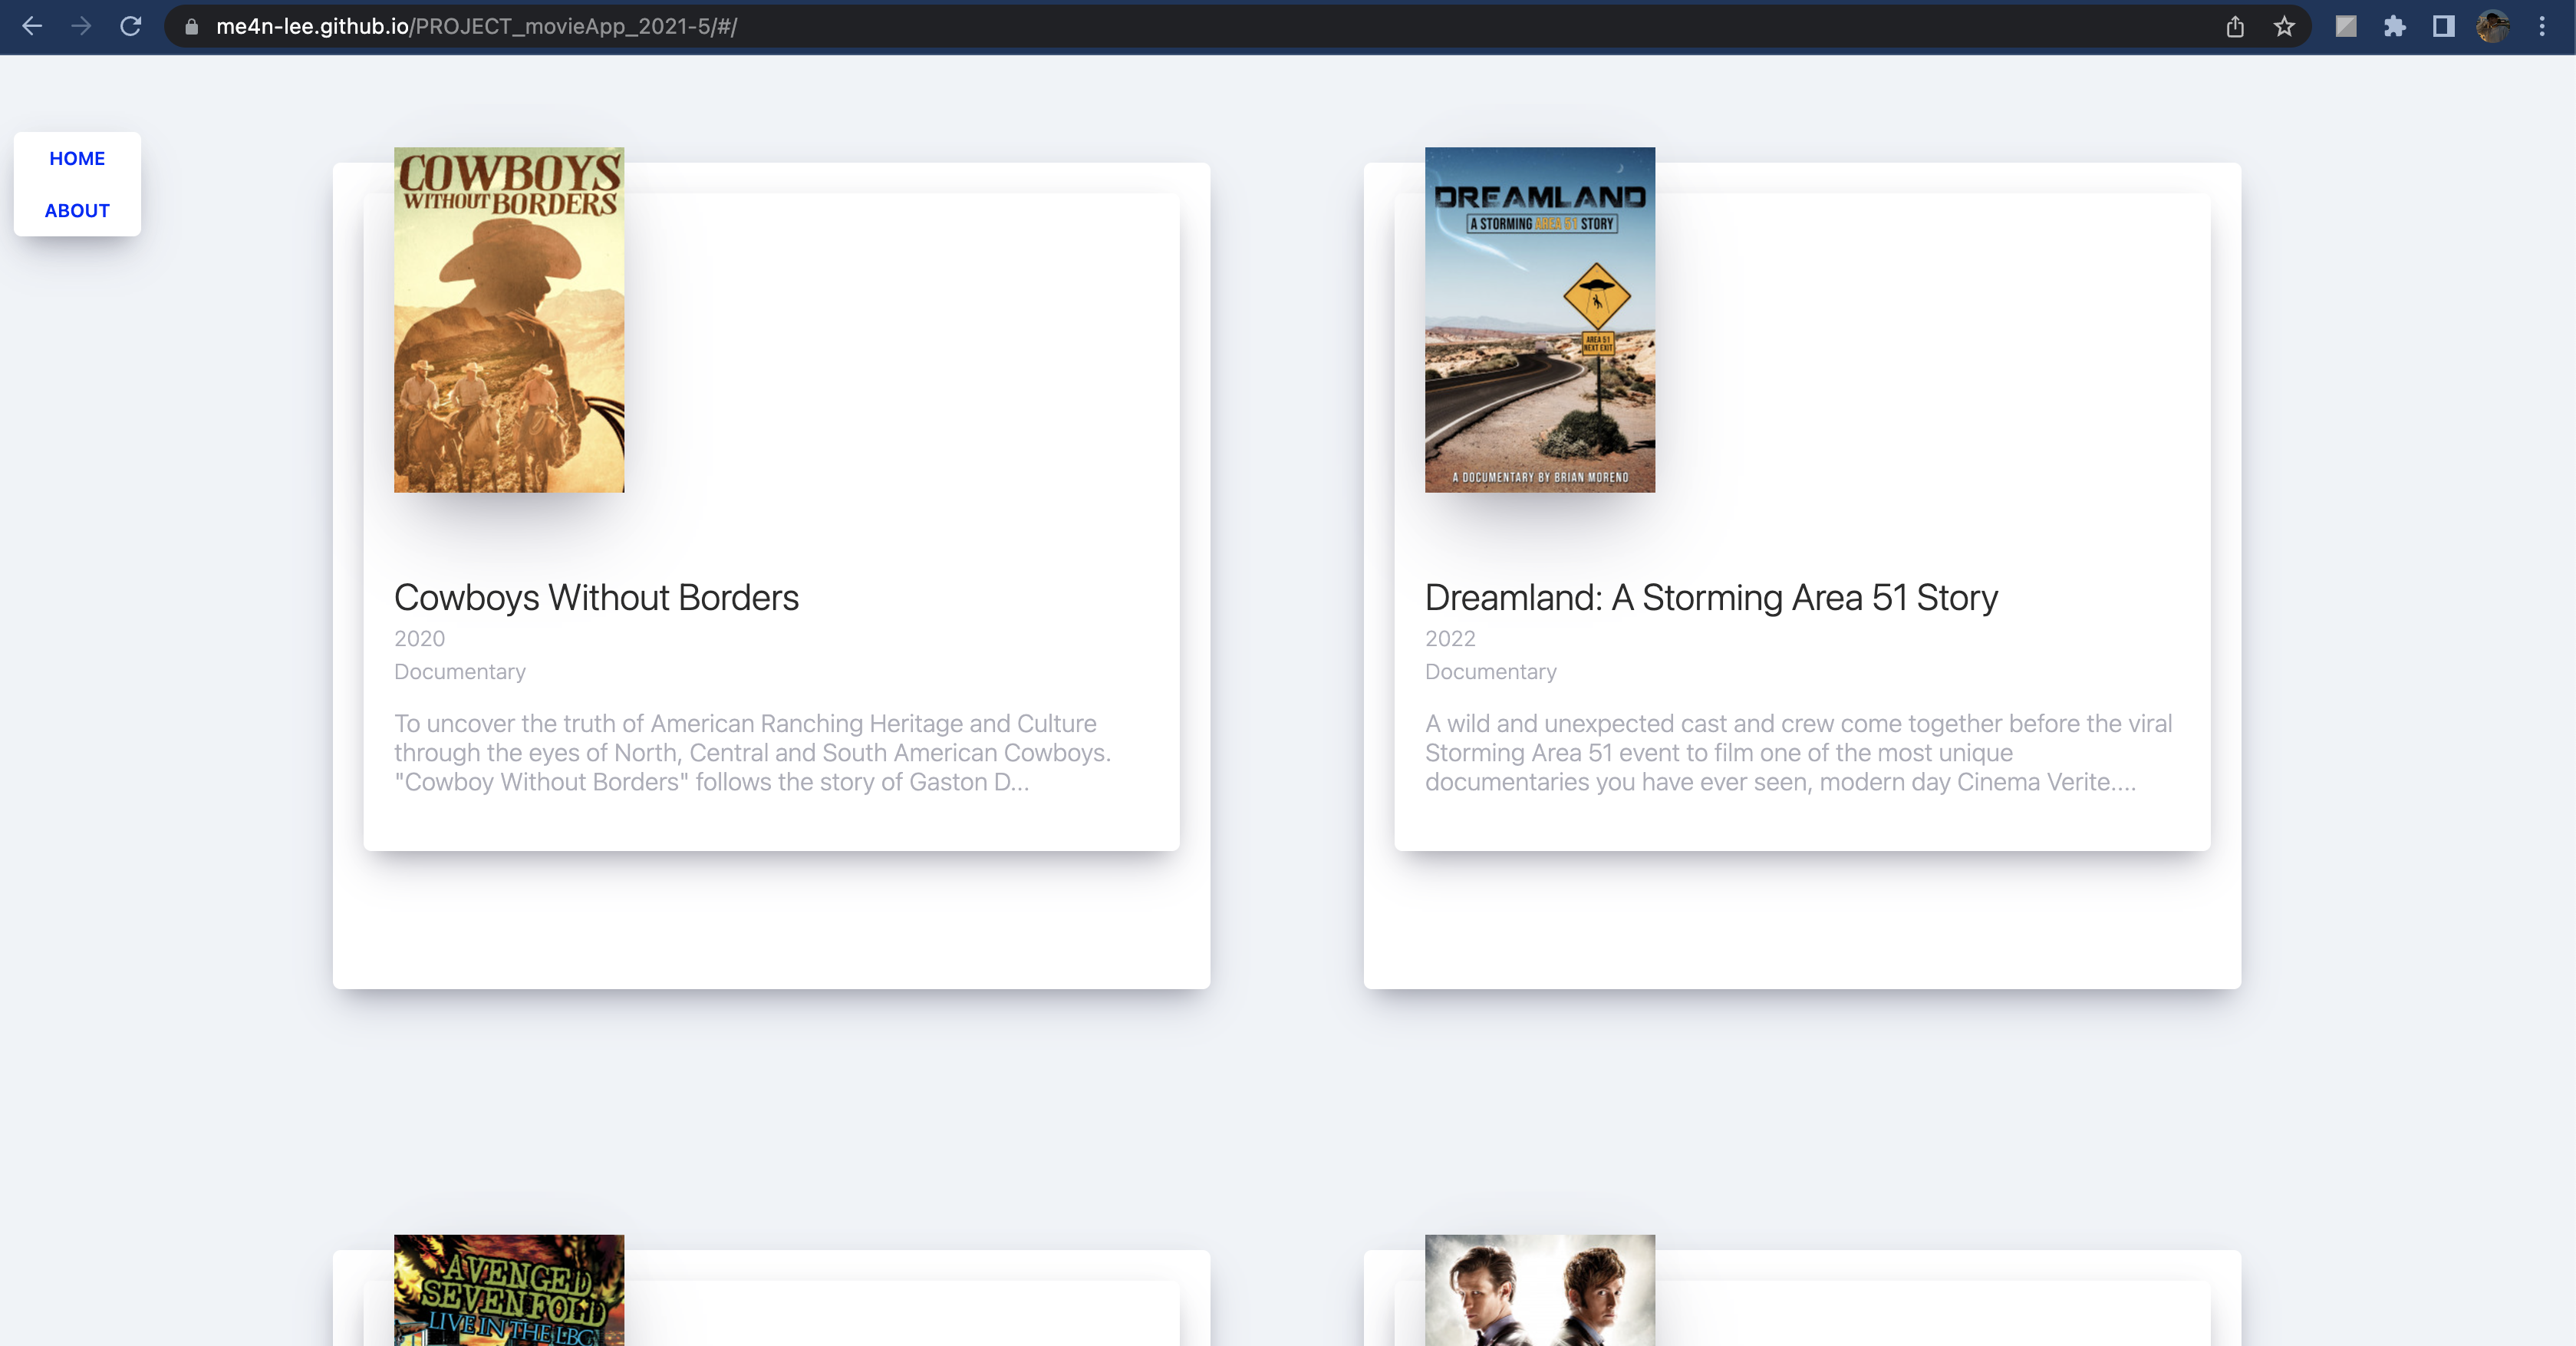 me4n-lee.github.io/PROJECT_movieApp_2021-5/#/
HOME
ABOUT
COWBOYS
WITHOUT BORDERS
Cowboys Without Borders
2020
Documentary
To uncover the truth of American Ranching Heritage and Culture
through the eyes of North, Central and South American Cowboys.
"Cowboy Without Borders" follows the story of Gaston D...
DREAMLAND
A STORMING AREA 51 STORY
AREA 51
NEXT EXIT
A DOCUMENTARY BY BRIAN MORENO
Dreamland: A Storming Area 51 Story
2022
Documentary
A wild and unexpected cast and crew come together before the viral
Storming Area 51 event to film one of the most unique
documentaries you have ever seen, modern day Cinema Verite....
AVENGED
SEVENFOLD
LIVE IN THE LBC